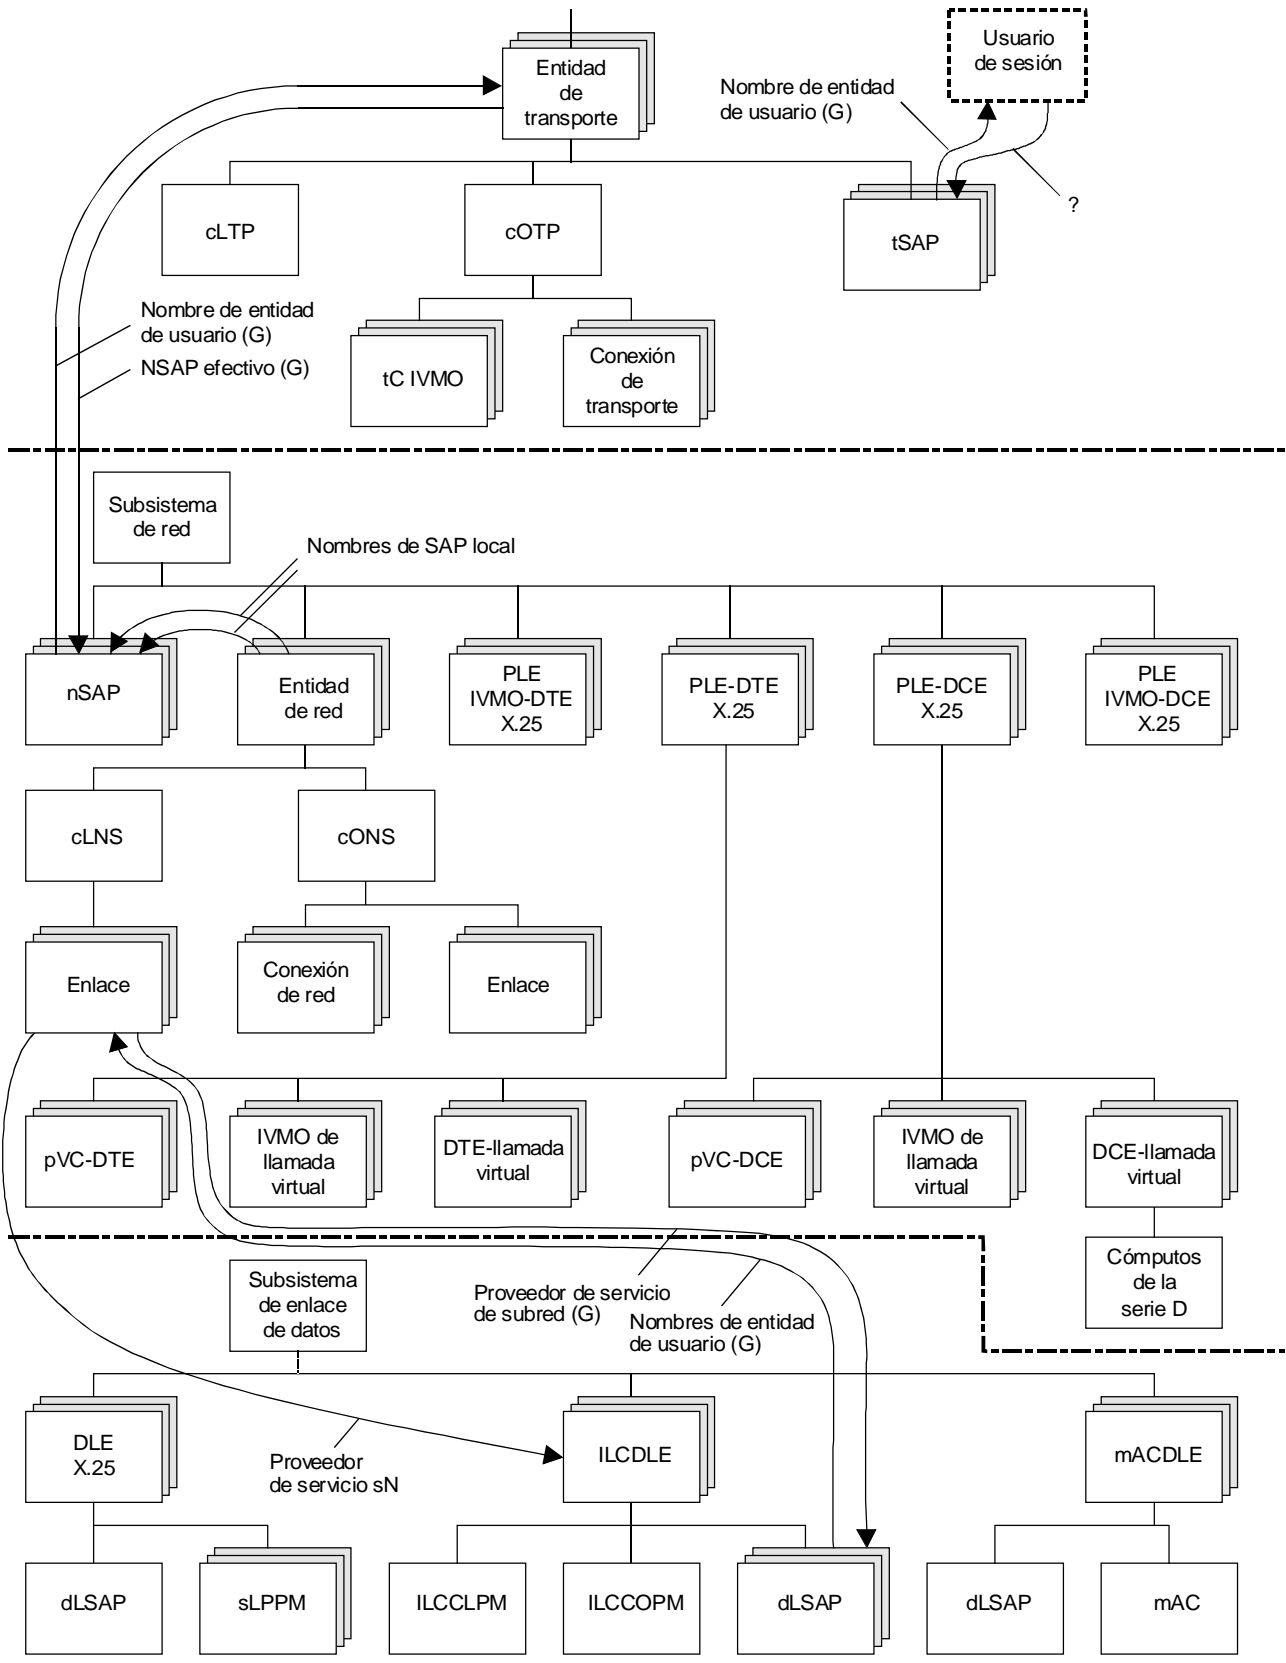 Usuario
de sesión
Entidad
de
transporte
Nombre de entidad
de usuario (G)
?
cLTP
cOTP
tSAP
Nombre de entidad
de usuario (G)
NSAP efectivo (G)
tC IVMO
Conexión
de
transporte
Subsistema
de red
Nombres de SAP local
nSAP
Entidad
de red
PLE
IVMO-DTE
X.25
PLE-DTE
X.25
PLE-DCE
X.25
PLE
IVMO-DCE
X.25
cLNS
cONS
Enlace
Conexión
de red
Enlace
pVC-DTE
IVMO de
llamada
virtual
DTE-llamada
virtual
pVC-DCE
IVMO de
llamada
virtual
DCE-llamada
virtual
Subsistema
de enlace
de datos
Proveedor de servicio
de subred (G)
Nombres de entidad
de usuario (G)
Cómputos
de la
serie D
DLE
X.25
Proveedor
de servicio sN
lLCDLE
mACDLE
dLSAP
sLPPM
lLCCLPM
lLCCOPM
dLSAP
dLSAP
mAC